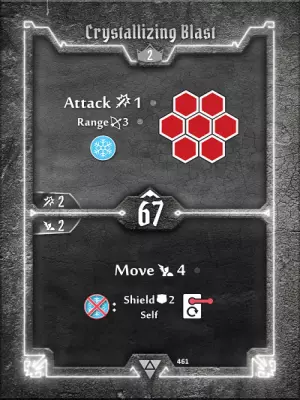 Crystallizing Blast
2
Attack 1
Range 3
2
67
2
Move 4
: Shield 2
Self
461